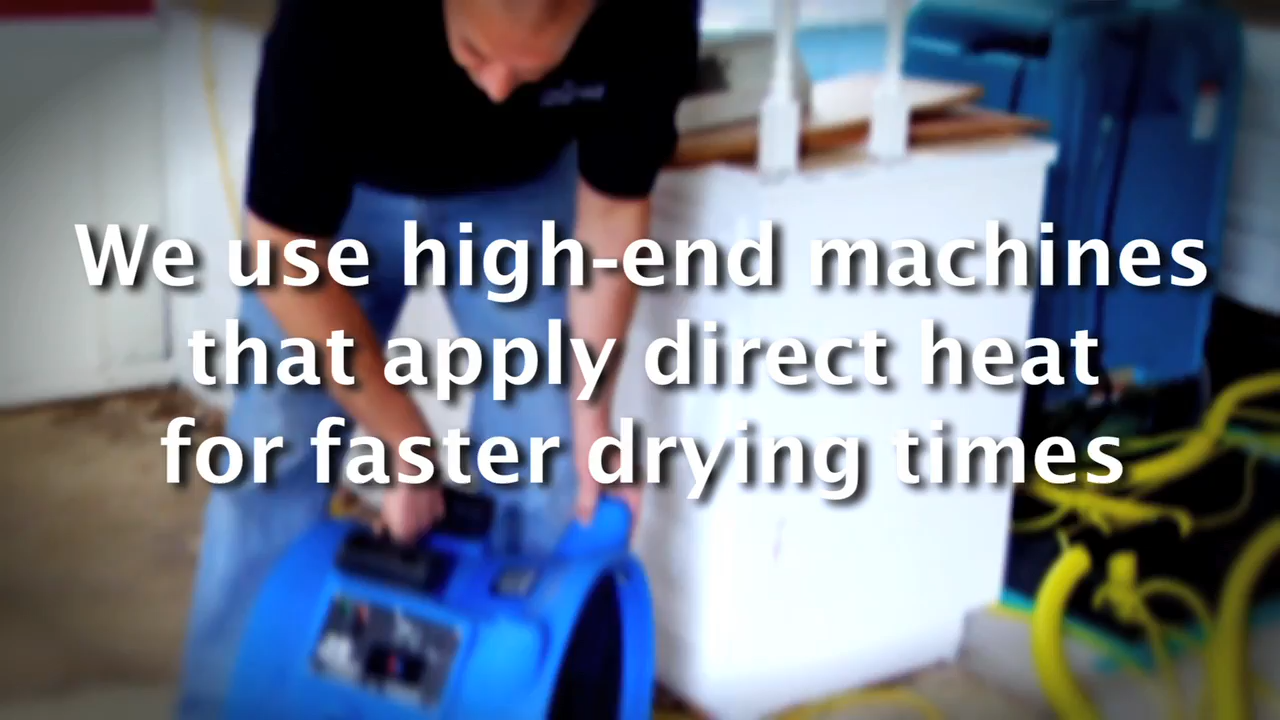 We use high-end machines
that apply direct heat
for faster drying times